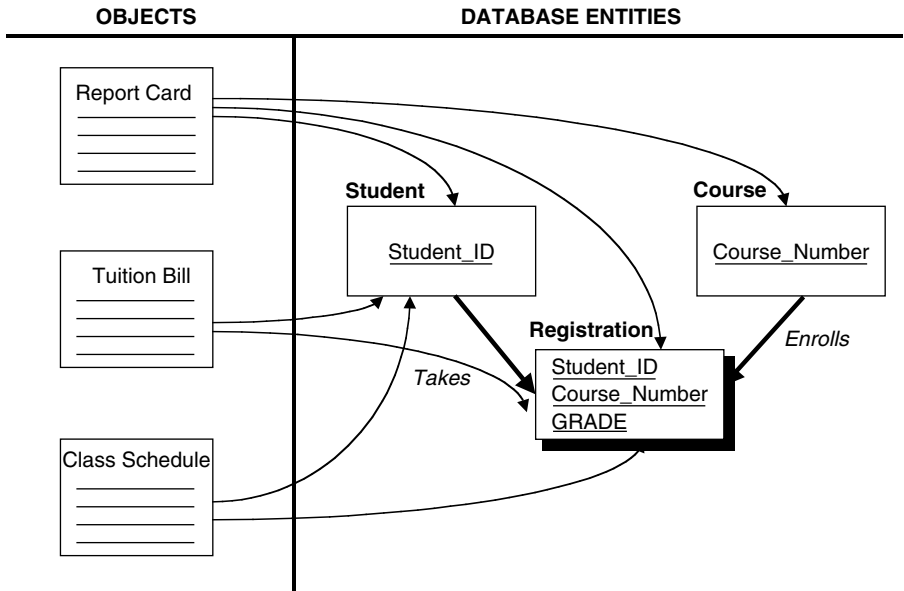 OBJECTS
DATABASE ENTITIES
Report Card
Student
Course
Student_ID
Course_Number
Tuition Bill
Registration
Enrolls
Takes
Student_ID
Course_Number
GRADE
Class Schedule